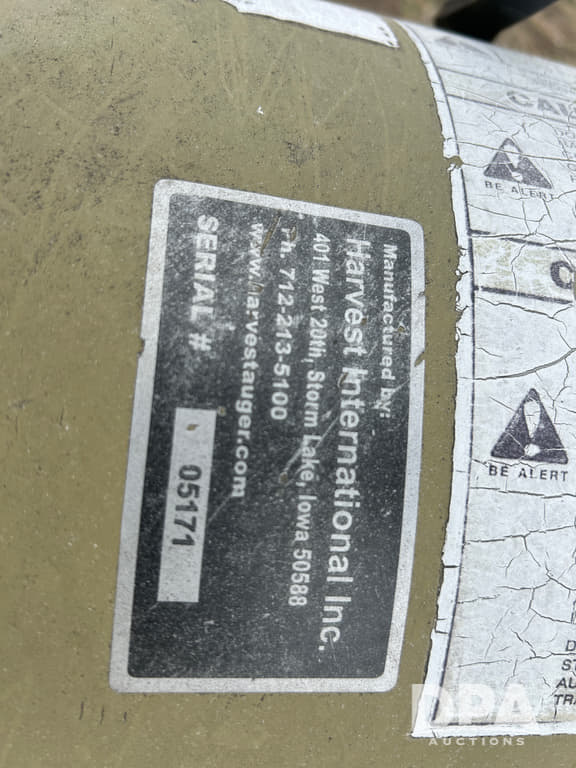 Manufactured by:
Harvest International Inc.
401 West 20th, Storm Lake, Iowa 50588
Ph. 712-213-5100
www.harvestauger.com
SERIAL #
05171
BE ALERT
BE ALERT
DPA
AUCTIONS